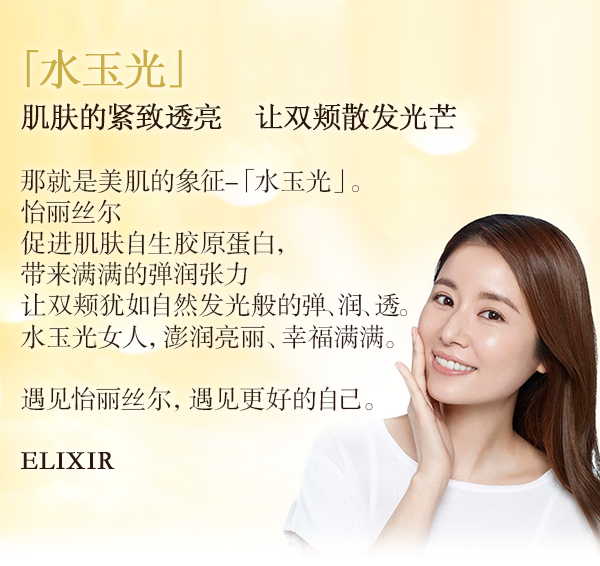 「水玉光」
肌肤的紧致透亮　让双颊散发光芒
那就是美肌的象征–「水玉光」。
怡丽丝尔
促进肌肤自生胶原蛋白，
带来满满的弹润张力
让双颊犹如自然发光般的弹、润、透。
水玉光女人，澎润亮丽、幸福满满。
遇见怡丽丝尔，遇见更好的自己。
ELIXIR